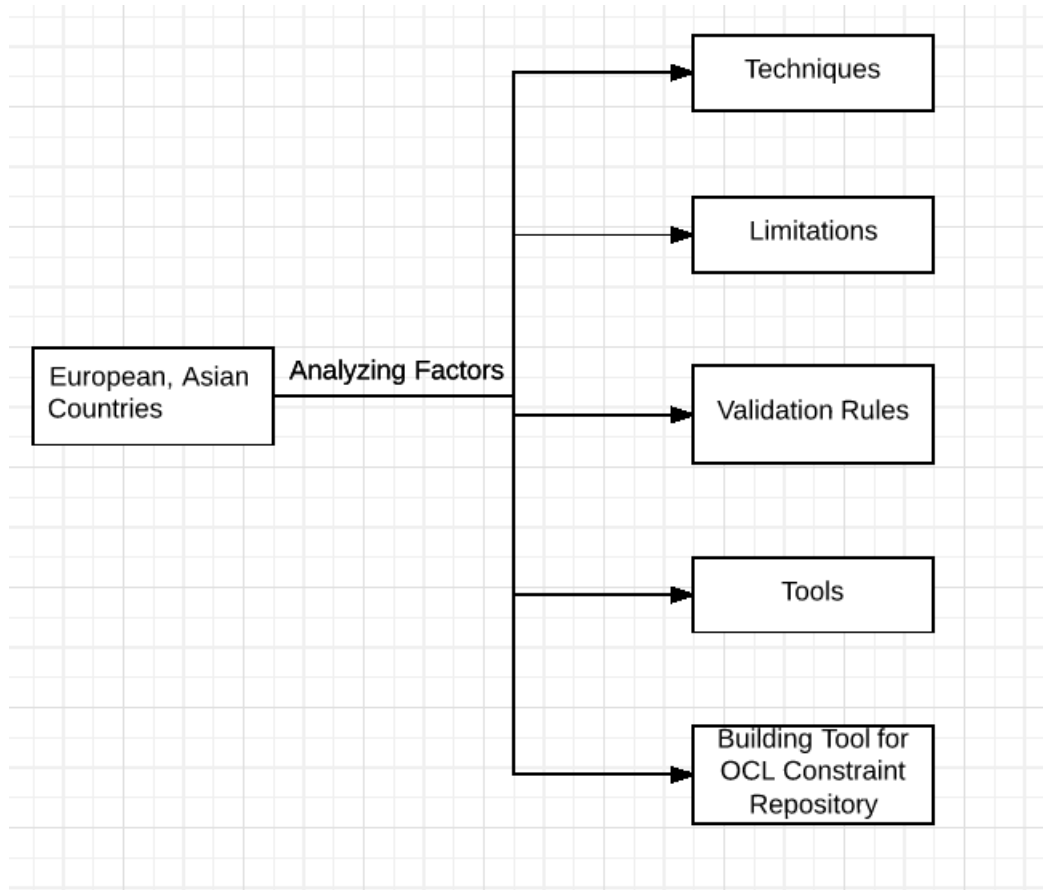 Techniques
Limitations
European, Asian
Countries
Analyzing Factors
Validation Rules
Tools
Building Tool for
OCL Constraint
Repository